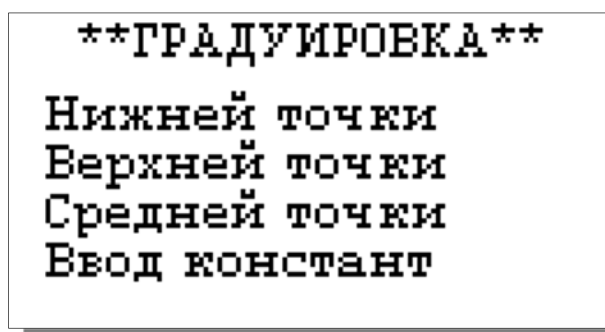 **ГРАДУИРОВКА**
Нижней точки
Верхней точки
Средней точки
Ввод констант